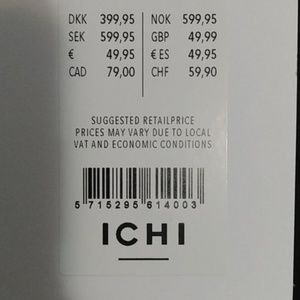 DKK 399,95 NOK 599,95
SEK 599,95 GBP 49,99
€ 49,95 € ES 49,95
CAD 79,00 CHF 59,90
SUGGESTED RETAILPRICE
PRICES MAY VARY DUE TO LOCAL
VAT AND ECONOMIC CONDITIONS
5 715295 614003
ICHI